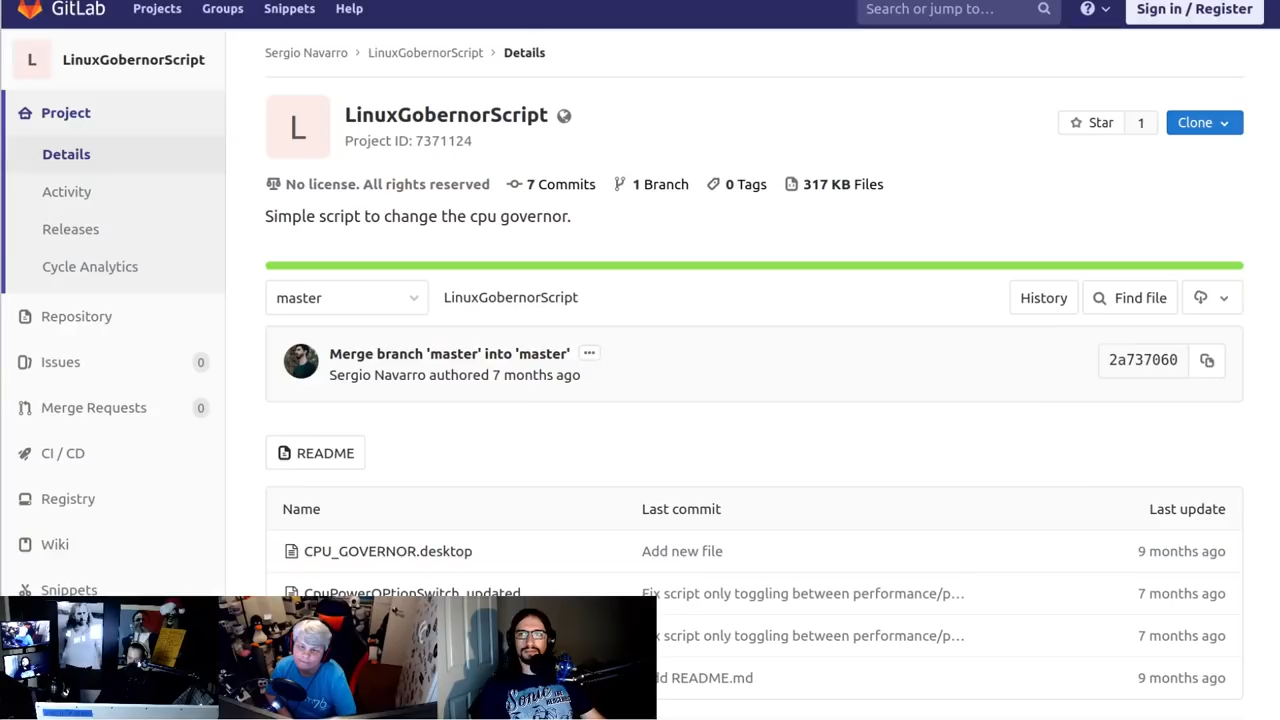 GitLab
Projects
Groups
Snippets
Help
Search or jump to...
Sign in / Register
L
LinuxGobernorScript
Sergio Navarro > LinuxGobernorScript > Details
Project
Details
Activity
Releases
Cycle Analytics
Repository
Issues 0
Merge Requests 0
CI / CD
Registry
Wiki
Snippets
L
LinuxGobernorScript
Project ID: 7371124
Star 1
Clone
No license. All rights reserved
7 Commits
1 Branch
0 Tags
317 KB Files
Simple script to change the cpu governor.
master
LinuxGobernorScript
History
Find file
Merge branch 'master' into 'master'
Sergio Navarro authored 7 months ago
2a737060
README
Name Last commit Last update
CPU_GOVERNOR.desktop Add new file 9 months ago
CpuPowerOPtionSwitch_updated Fix script only toggling between performance/p... 7 months ago
script only toggling between performance/p... 7 months ago
README.md 9 months ago
Sonic